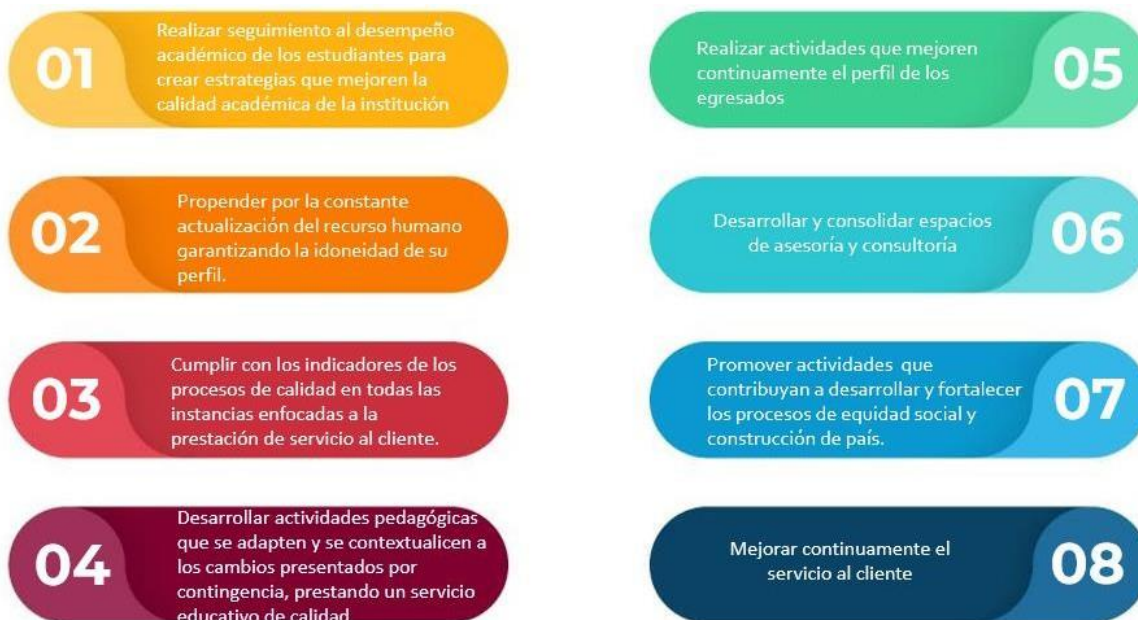 01
Realizar seguimiento al desempeño
académico de los estudiantes para
crear estrategias que mejoren la
calidad académica de la institución
02
Propender por la constante
actualización del recurso humano
garantizando la idoneidad de su
perfil.
03
Cumplir con los indicadores de los
procesos de calidad en todas las
instancias enfocadas a la
prestación de servicio al cliente.
04
Desarrollar actividades pedagógicas
que se adapten y se contextualicen a
los cambios presentados por
contingencia, prestando un servicio
educativo de calidad
05
Realizar actividades que mejoren
continuamente el perfil de los
egresados
06
Desarrollar y consolidar espacios
de asesoría y consultoría
07
Promover actividades que
contribuyan a desarrollar y fortalecer
los procesos de equidad social y
construcción de país.
08
Mejorar continuamente el
servicio al cliente